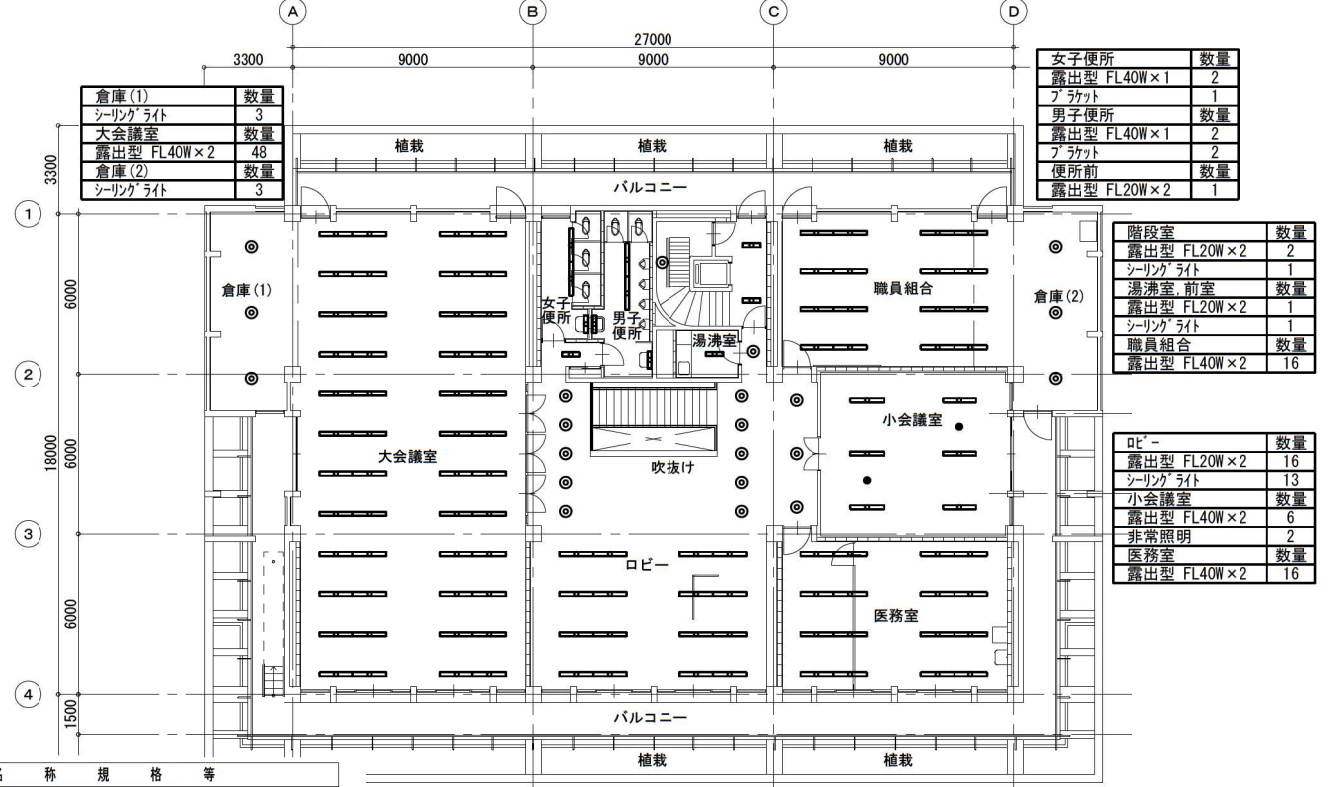 A B C D
27000
3300 9000 9000 9000
倉庫(1) 数量
シーリングライト 3
大会議室 数量
露出型 FL40W×2 48
倉庫(2) 数量
シーリングライト 3
女子便所 数量
露出型 FL40W×1 2
ブラケット 1
男子便所 数量
露出型 FL40W×1 2
ブラケット 2
便所前 数量
露出型 FL20W×2 1
3300
植栽 植栽 植栽
バルコニー
1
階段室 数量
露出型 FL20W×2 2
シーリングライト 1
湯沸室,前室 数量
露出型 FL20W×2 1
シーリングライト 1
職員組合 数量
露出型 FL40W×2 16
6000
倉庫(1)
女子
便所
男子
便所
湯沸室
職員組合
倉庫(2)
2
18000
6000
大会議室
吹抜け
小会議室
ロビー 数量
露出型 FL20W×2 16
シーリングライト 13
小会議室 数量
露出型 FL40W×2 6
非常照明 2
医務室 数量
露出型 FL40W×2 16
3
6000
ロビー
医務室
4
1500
バルコニー
植栽 植栽
名 称 規 格 等